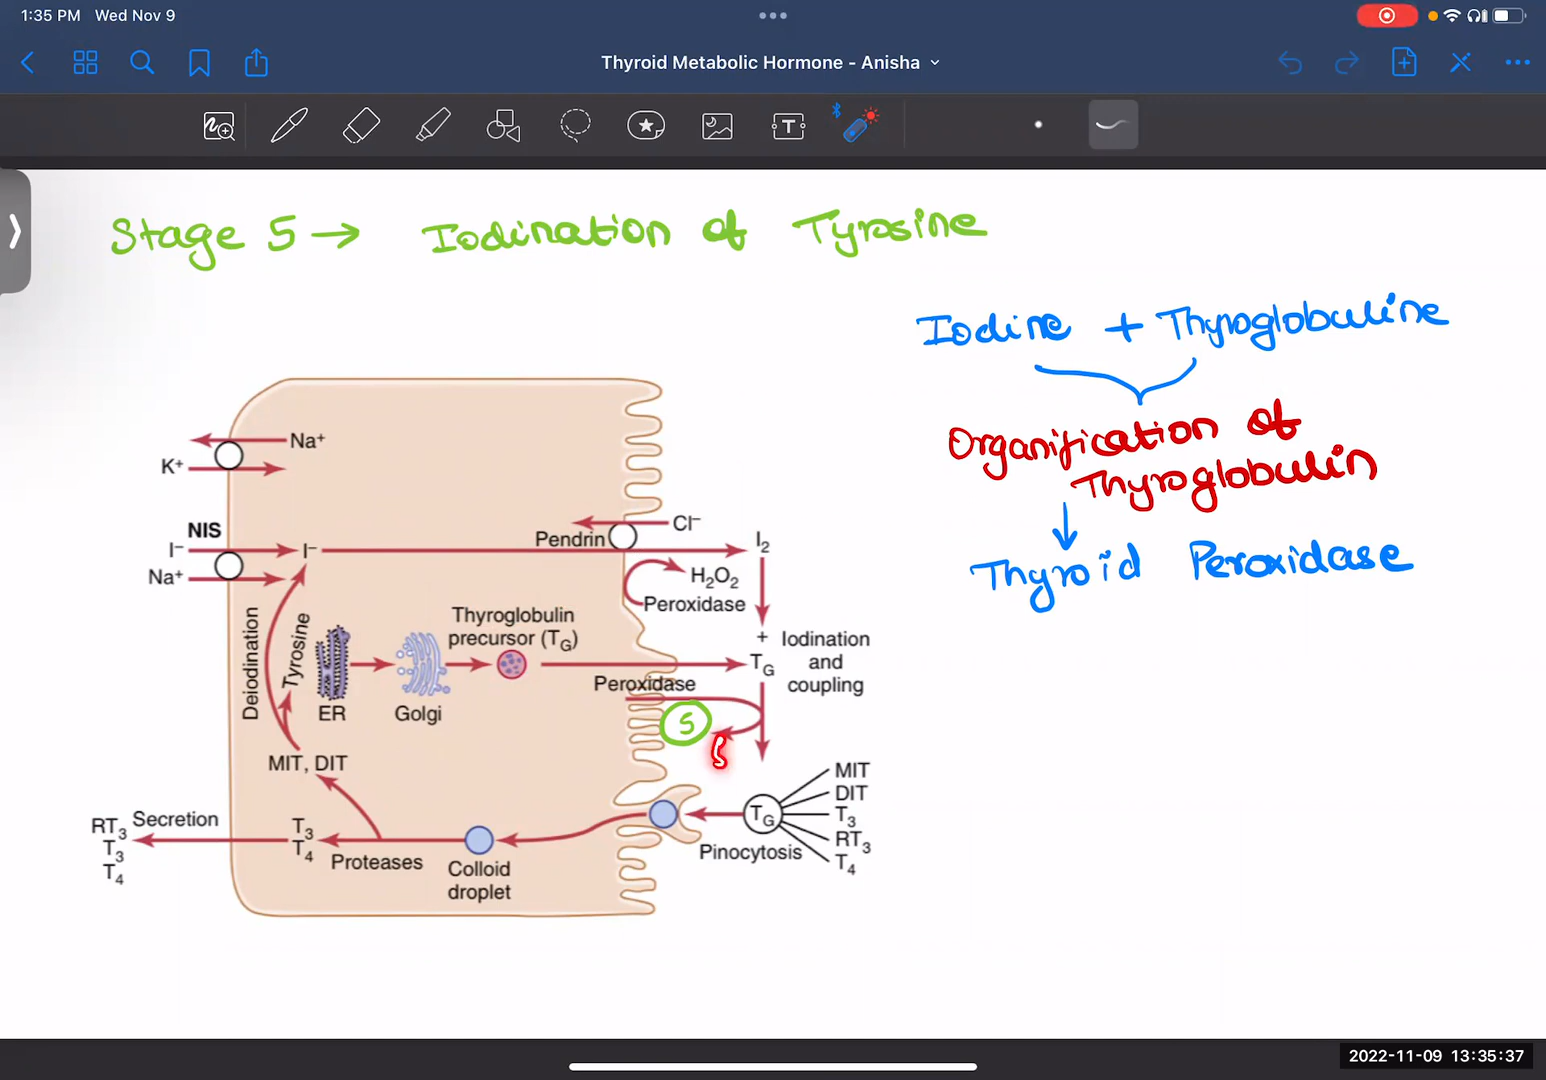 1:35 PM Wed Nov 9
Thyroid Metabolic Hormone - Anisha
T
Stage 5 → Iodination of Tyrosine
Iodine + Thyroglobuline
Organification of
Thyroglobulin
Thyroid Peroxidase
Na⁺
K⁺
NIS
I⁻
I⁻
Na⁺
Pendrin
Cl⁻
I₂
H₂O₂
Peroxidase
Thyroglobulin
precursor (T_G)
+ Iodination
and
coupling
T_G
Peroxidase
5
Deiodination
Tyrosine
ER
Golgi
MIT, DIT
MIT
DIT
T₃
RT₃
T₄
T_G
Pinocytosis
Secretion
RT₃
T₃
T₄
T₃
T₄
Proteases
Colloid
droplet
2022-11-09 13:35:37